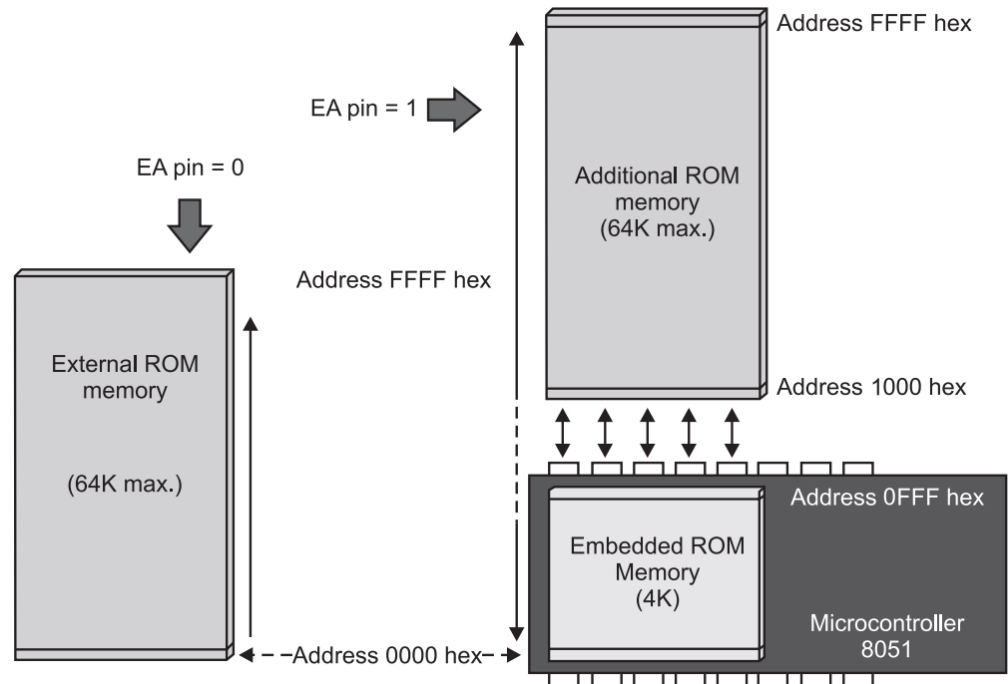 Address FFFF hex
EA pin = 1
EA pin = 0
Additional ROM
memory
(64K max.)
Address FFFF hex
External ROM
memory
(64K max.)
Address 1000 hex
Address 0FFF hex
Embedded ROM
Memory
(4K)
Microcontroller
8051
Address 0000 hex